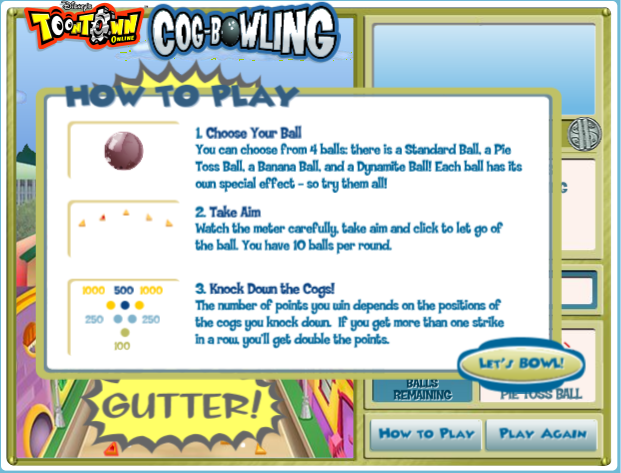 Disney's
TOONTOWN
ONLINE
COG-BOWLING
HOW TO PLAY
1. Choose Your Ball
You can choose from 4 balls: there is a Standard Ball, a Pie
Toss Ball, a Banana Ball, and a Dynamite Ball! Each ball has its
own special effect - so try them all!
2. Take Aim
Watch the meter carefully, take aim and click to let go of
the ball. You have 10 balls per round.
1000 500 1000
250 250
100
3. Knock Down the Cogs!
The number of points you win depends on the positions of
the cogs you knock down. If you get more than one strike
in a row, you'll get double the points.
LET'S BOWL!
GUTTER!
BALLS
REMAINING
PIE TOSS BALL
HOW TO PLAY
PLAY AGAIN